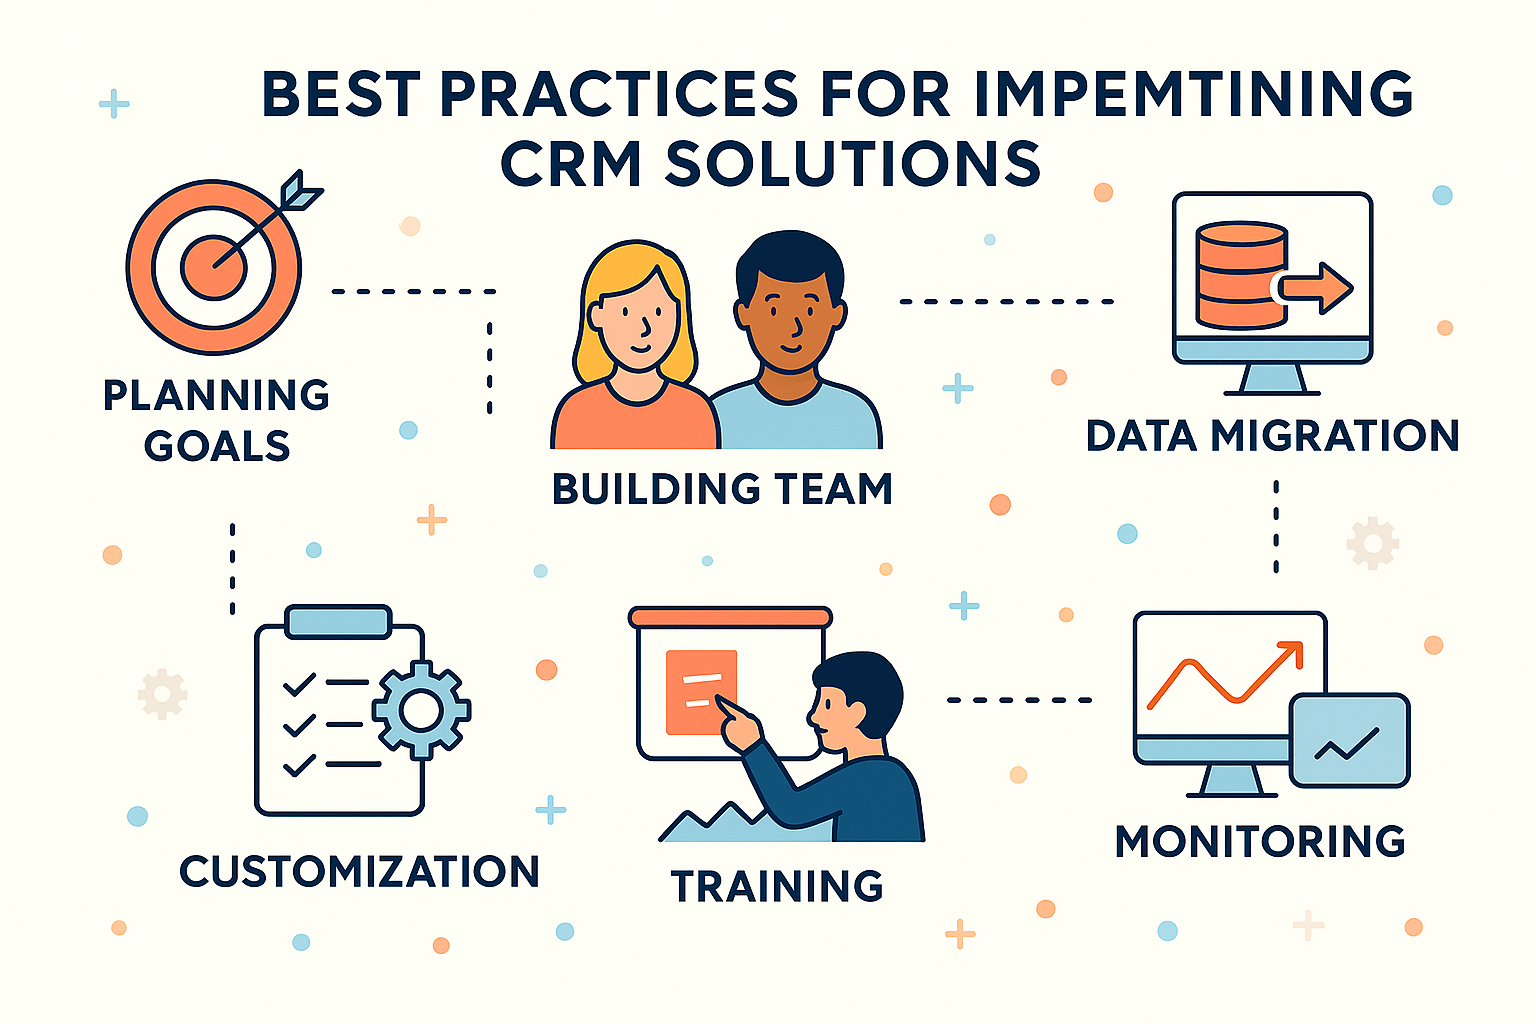 BEST PRACTICES FOR IMPEMTINING
CRM SOLUTIONS
PLANNING
GOALS
BUILDING TEAM
DATA MIGRATION
CUSTOMIZATION
TRAINING
MONITORING